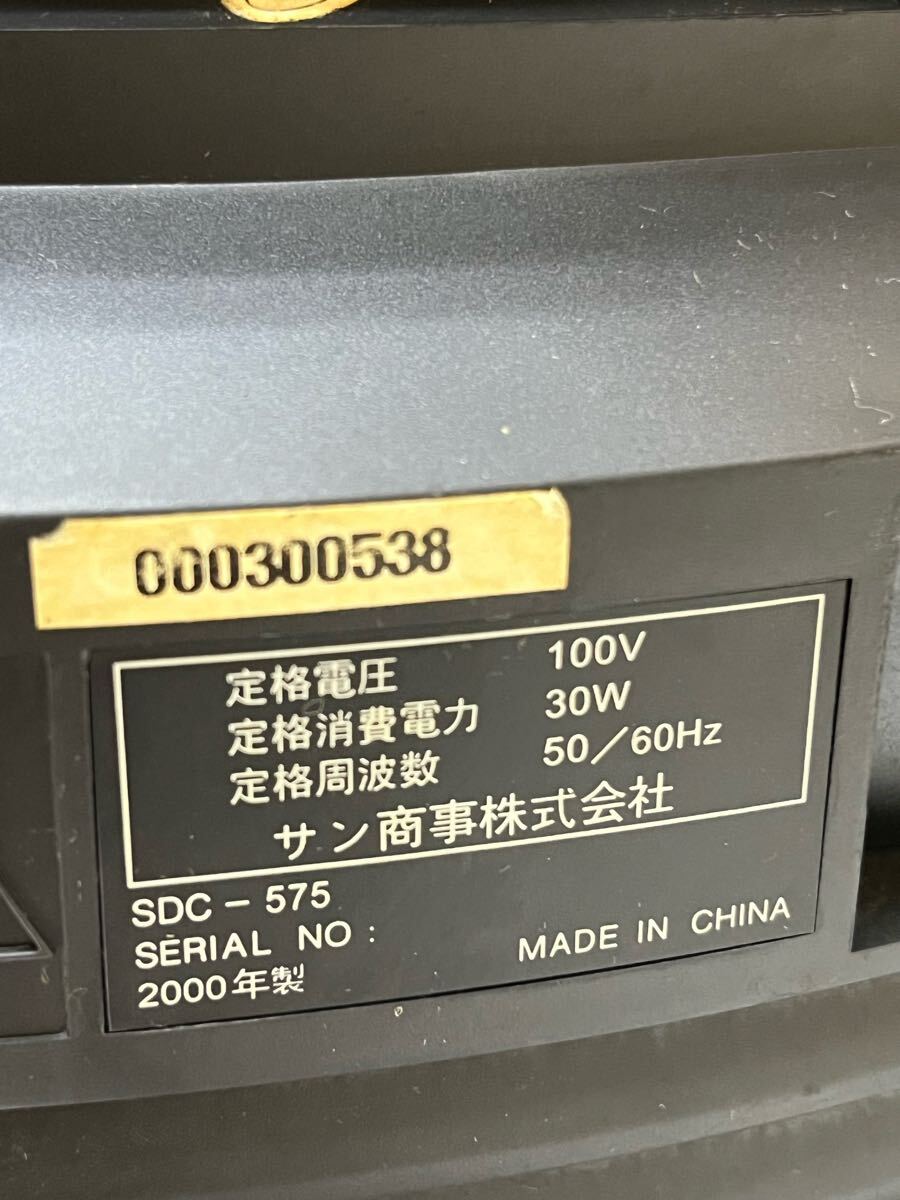 000300538
定格電圧 100V
定格消費電力 30W
定格周波数 50/60Hz
サン商事株式会社
SDC-575
SERIAL NO:
2000年製
MADE IN CHINA